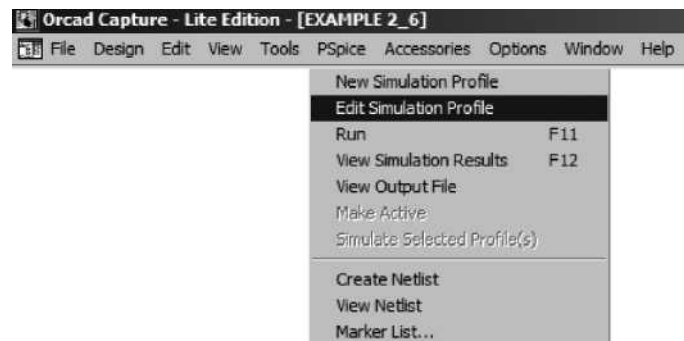 Orcad Capture - Lite Edition - [EXAMPLE 2_6]
File Design Edit View Tools PSpice Accessories Options Window Help
New Simulation Profile
Edit Simulation Profile
Run F11
View Simulation Results F12
View Output File
Make Active
Simulate Selected Profile(s)
Create Netlist
View Netlist
Marker List...